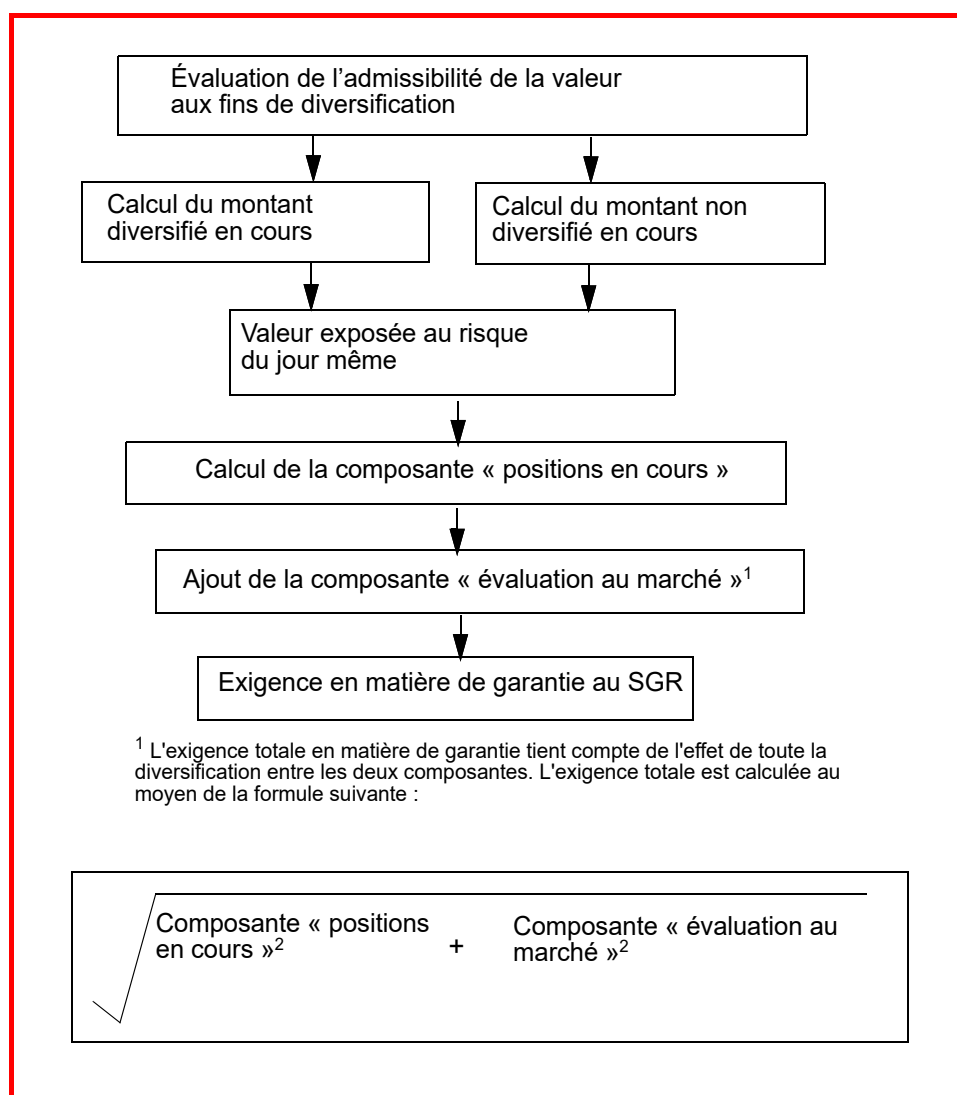 Évaluation de l’admissibilité de la valeur
aux fins de diversification
Calcul du montant
diversifié en cours
Calcul du montant non
diversifié en cours
Valeur exposée au risque
du jour même
Calcul de la composante « positions en cours »
Ajout de la composante « évaluation au marché »¹
Exigence en matière de garantie au SGR
¹ L'exigence totale en matière de garantie tient compte de l'effet de toute la
diversification entre les deux composantes. L'exigence totale est calculée au
moyen de la formule suivante :
Composante « positions
en cours »²
+
Composante « évaluation au
marché »²